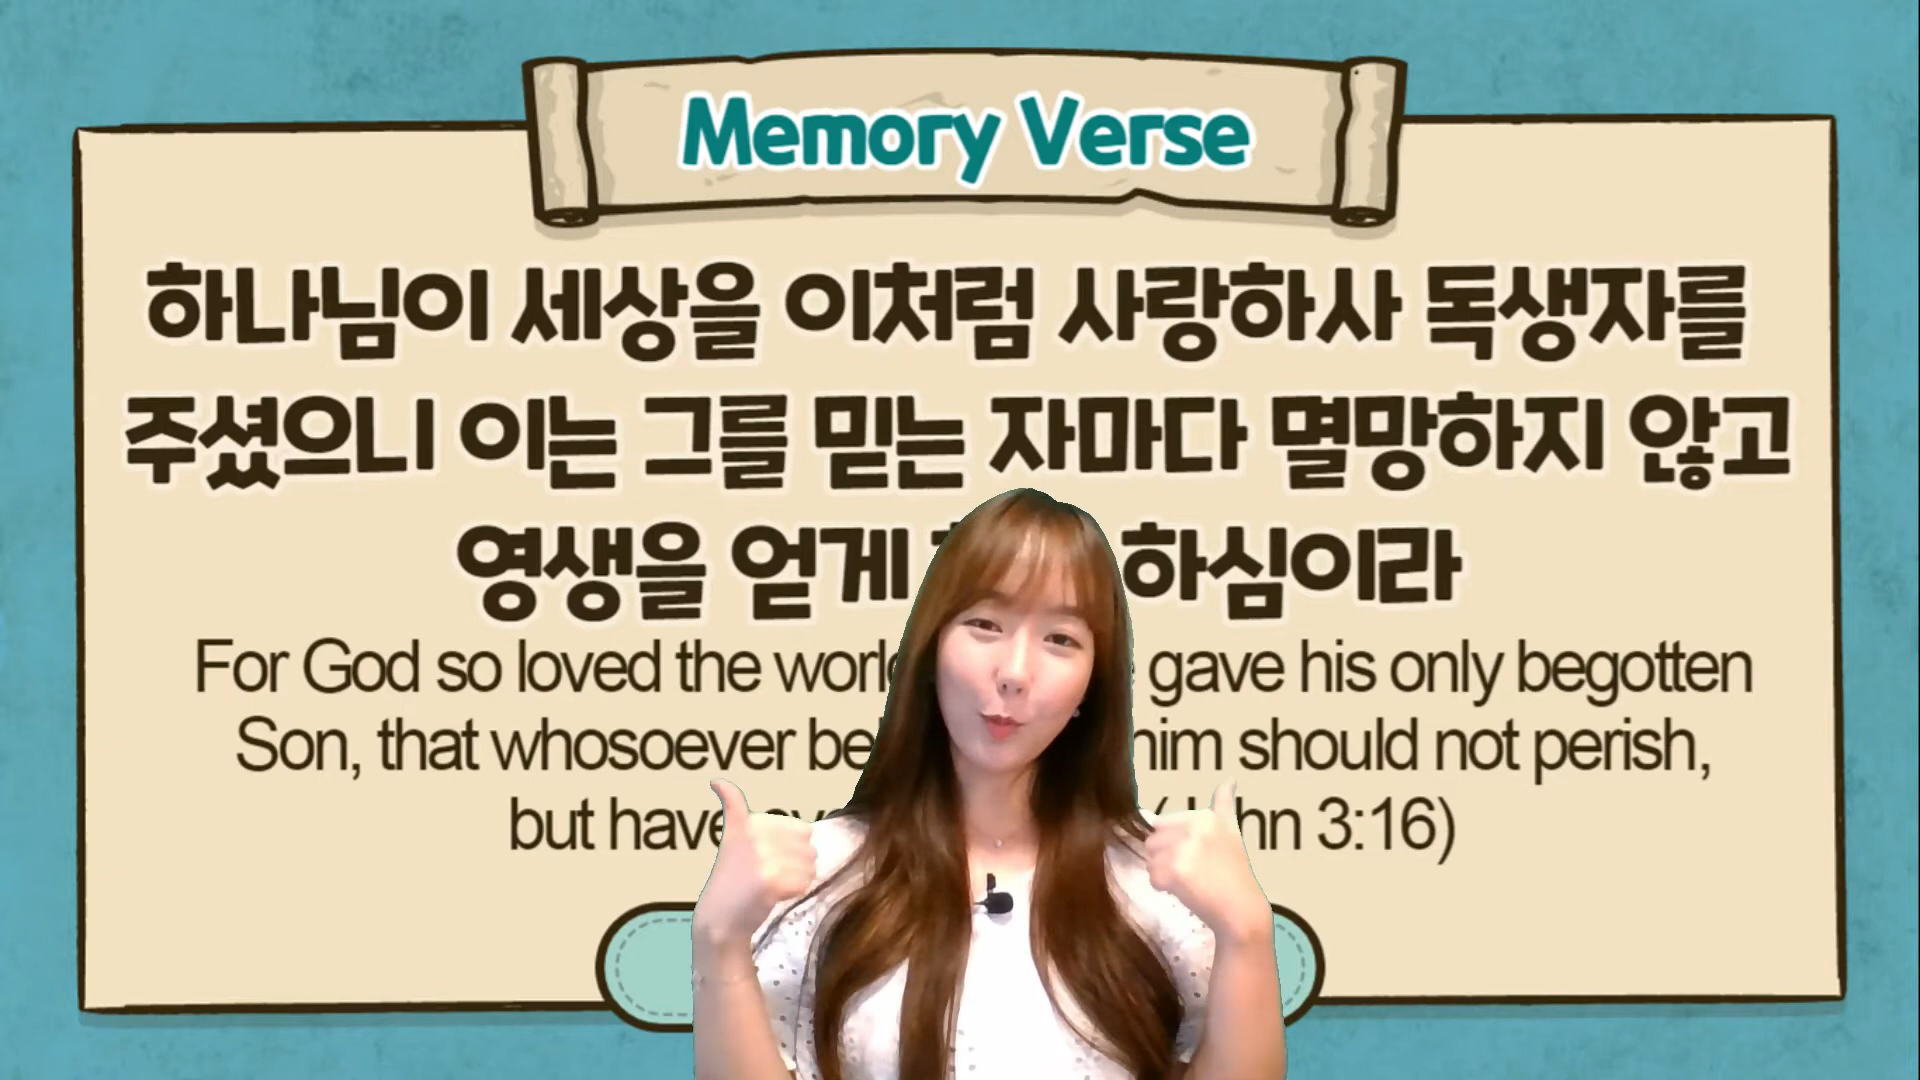 Memory Verse
하나님이 세상을 이처럼 사랑하사 독생자를
주셨으니 이는 그를 믿는 자마다 멸망하지 않고
영생을 얻게 하심이라
For God so loved the gave his only begotten
Son, that whosoever him should not perish,
but have 3:16)